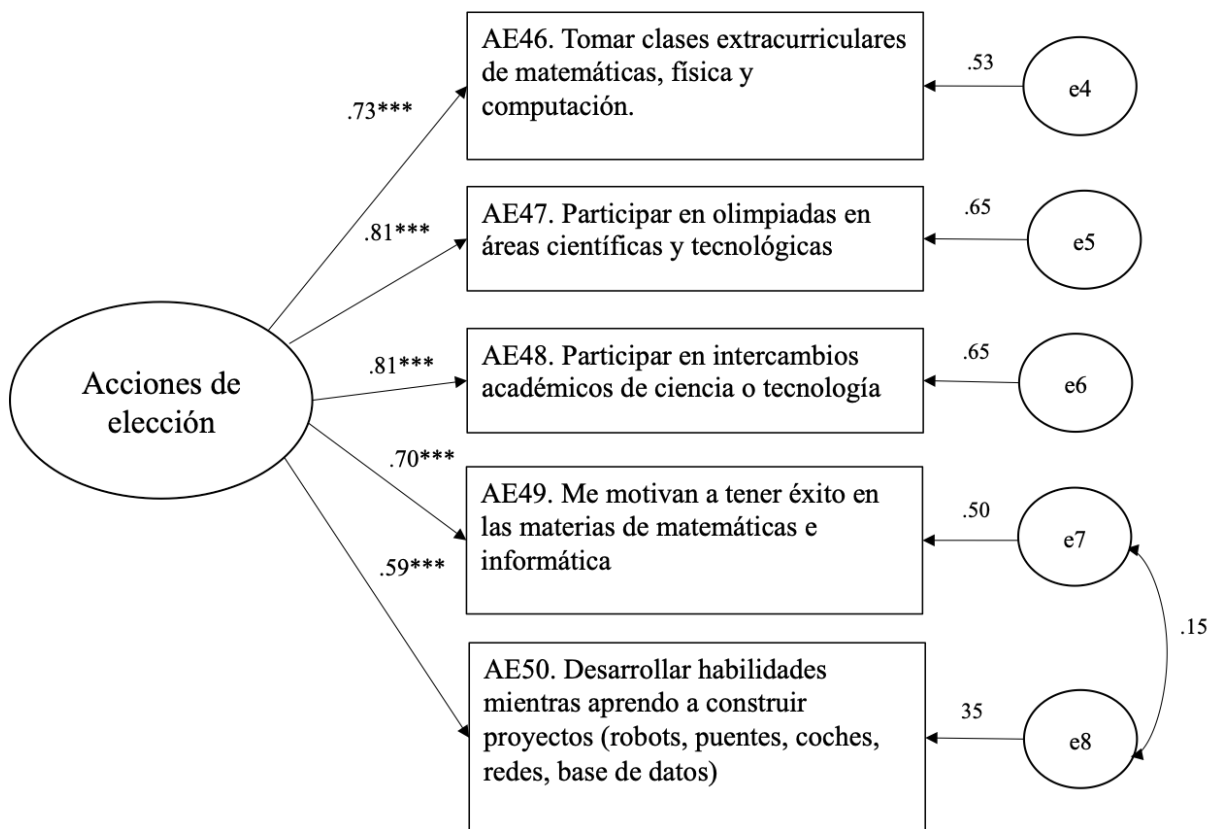 AE46. Tomar clases extracurriculares
de matemáticas, física y
computación.
.53
e4
.73***
AE47. Participar en olimpiadas en
áreas científicas y tecnológicas
.65
e5
.81***
AE48. Participar en intercambios
académicos de ciencia o tecnología
.65
e6
.81***
Acciones de
elección
AE49. Me motivan a tener éxito en
las materias de matemáticas e
informática
.50
e7
.70***
.59***
.15
AE50. Desarrollar habilidades
mientras aprendo a construir
proyectos (robots, puentes, coches,
redes, base de datos)
35
e8